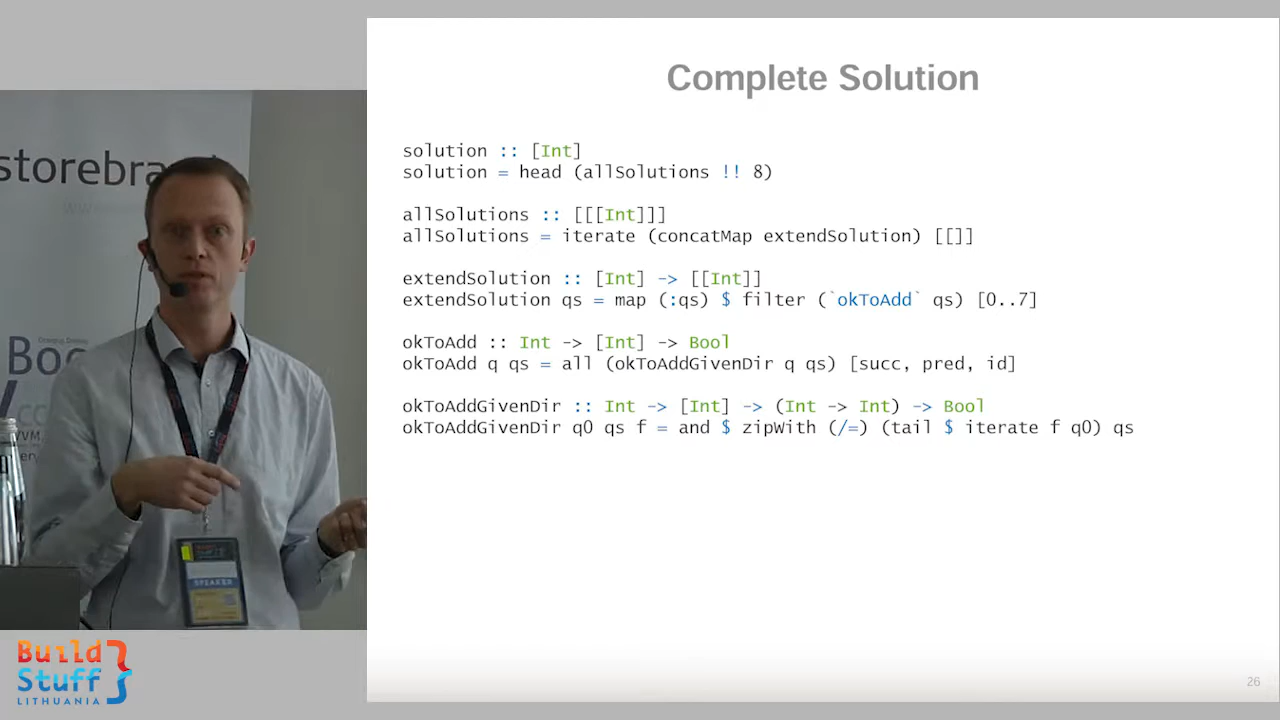 Complete Solution
solution :: [Int]
solution = head (allSolutions !! 8)
allSolutions :: [[[Int]]]
allSolutions = iterate (concatMap extendSolution) [[]]
extendSolution :: [Int] -> [[Int]]
extendSolution qs = map (:qs) $ filter (`okToAdd` qs) [0..7]
okToAdd :: Int -> [Int] -> Bool
okToAdd q qs = all (okToAddGivenDir q qs) [succ, pred, id]
okToAddGivenDir :: Int -> [Int] -> (Int -> Int) -> Bool
okToAddGivenDir q0 qs f = and $ zipWith (/=) (tail $ iterate f q0) qs
26
SPEAKER
Build
Stuff
LITHUANIA